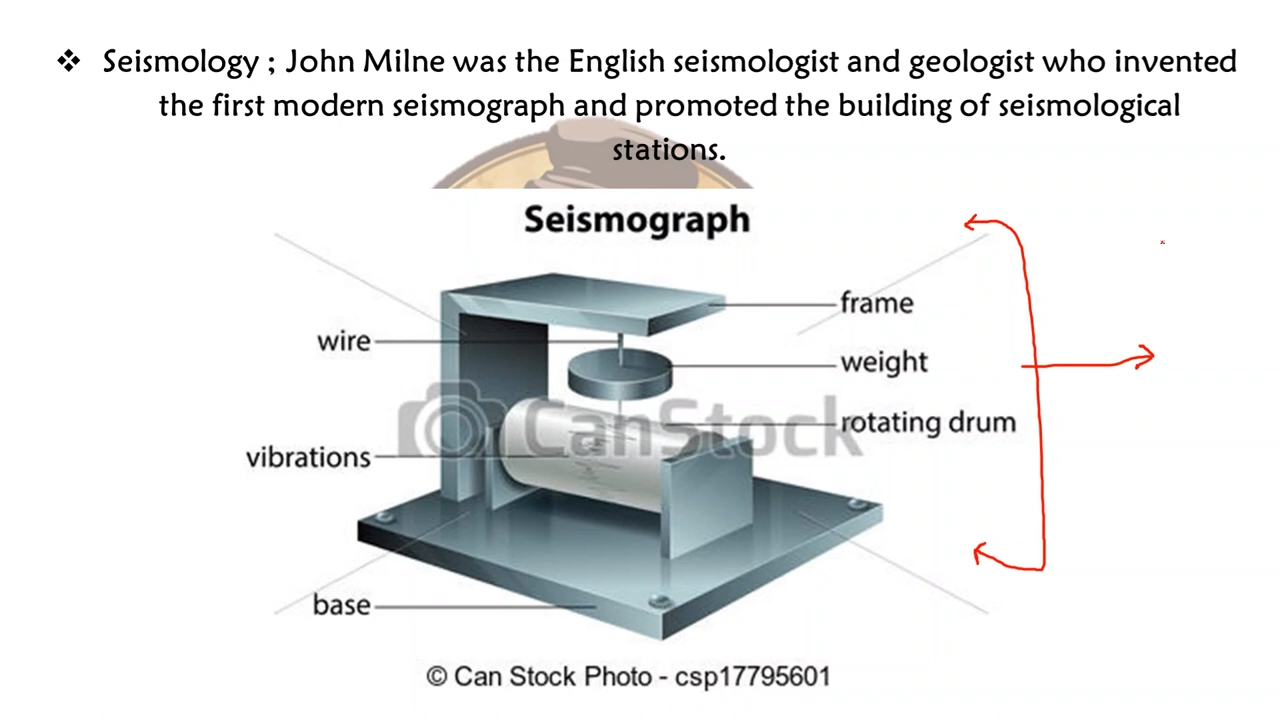 ❖ Seismology ; John Milne was the English seismologist and geologist who invented
the first modern seismograph and promoted the building of seismological
stations.
Seismograph
frame
wire
weight
CanStock
rotating drum
vibrations
base
© Can Stock Photo - csp17795601